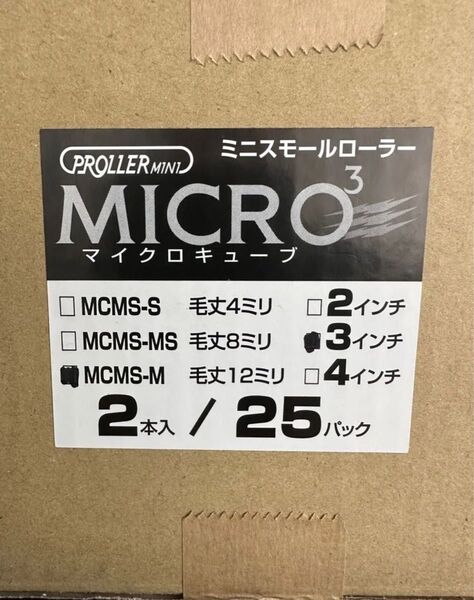 PROLLER MINI ミニスモールローラー
MICRO³
マイクロキューブ
□ MCMS-S 毛丈4ミリ □ 2インチ
□ MCMS-MS 毛丈8ミリ ■ 3インチ
■ MCMS-M 毛丈12ミリ □ 4インチ
2本入 / 25パック